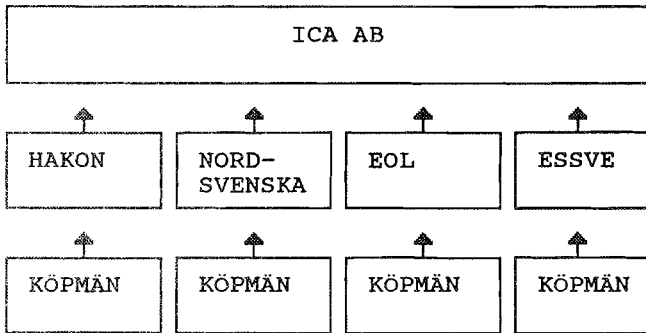 ICA AB
HAKON
NORD-
SVENSKA
EOL
ESSVE
KÖPMÄN
KÖPMÄN
KÖPMÄN
KÖPMÄN